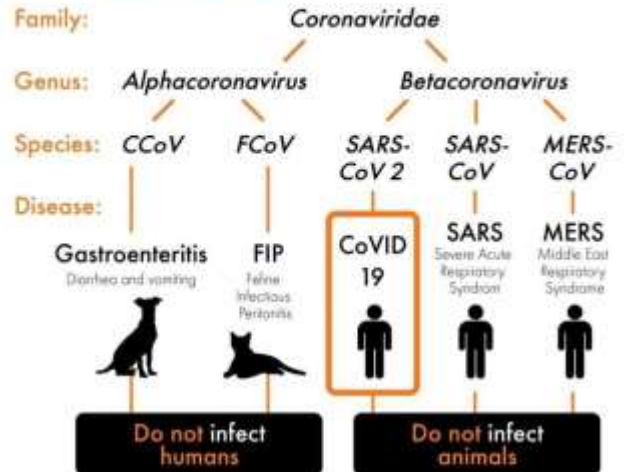 Family: Coronaviridae
Genus: Alphacoronavirus Betacoronavirus
Species: CCoV FCoV SARS-CoV 2 SARS-CoV MERS-CoV
Disease:
Gastroenteritis
Diarrhea and vomiting
FIP
Feline
Infectious
Peritonitis
CoVID
19
SARS
Severe Acute
Respiratory
Syndrom
MERS
Middle East
Respiratory
Syndrome
Do not infect
humans
Do not infect
animals